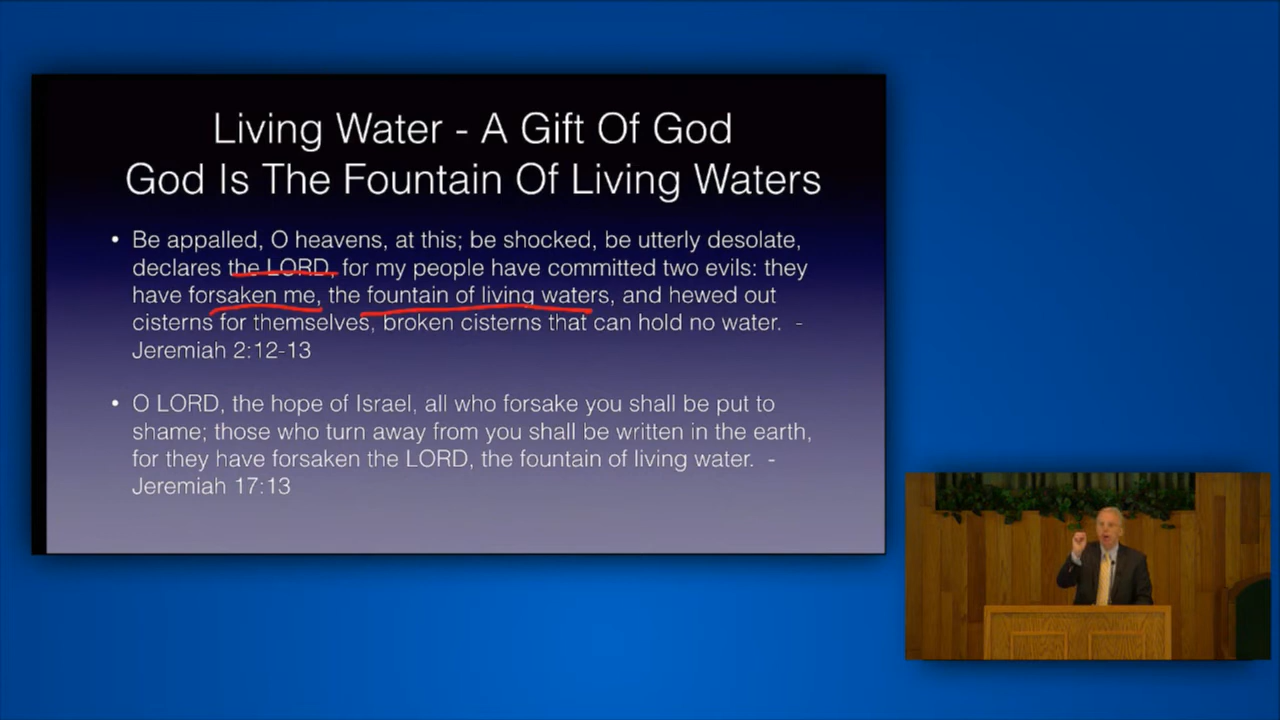 Living Water - A Gift Of God
God Is The Fountain Of Living Waters
• Be appalled, O heavens, at this; be shocked, be utterly desolate,
declares the LORD, for my people have committed two evils: they
have forsaken me, the fountain of living waters, and hewed out
cisterns for themselves, broken cisterns that can hold no water. -
Jeremiah 2:12-13
• O LORD, the hope of Israel, all who forsake you shall be put to
shame; those who turn away from you shall be written in the earth,
for they have forsaken the LORD, the fountain of living water. -
Jeremiah 17:13